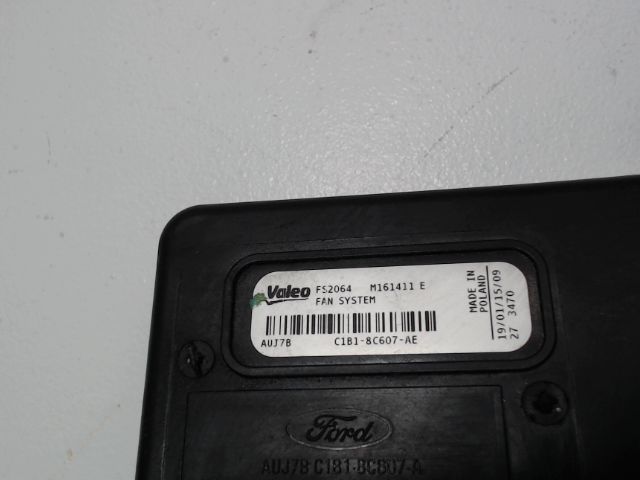 Valeo FS2064 M161411 E
FAN SYSTEM
AUJ7B C1B1-8C607-AE
MADE IN
POLAND
19/01/15/09
27 3470
Ford
AUJ7B C1B1-8C607-A